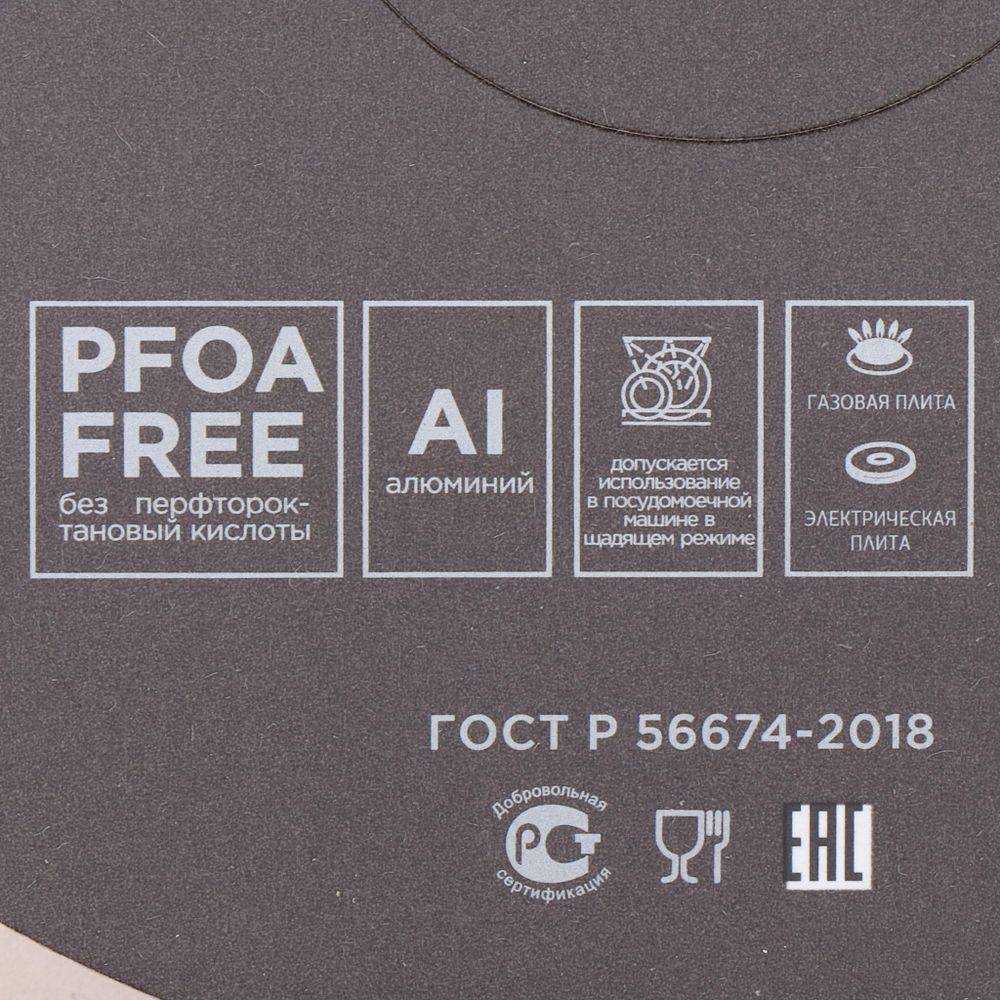 PFOA
FREE
без перфторок-
тановый кислоты
Al
алюминий
допускается
использование
в посудомоечной
машине в
щадящем режиме
ГАЗОВАЯ ПЛИТА
ЭЛЕКТРИЧЕСКАЯ
ПЛИТА
ГОСТ Р 56674-2018
Добровольная
РСТ
сертификация
EAC